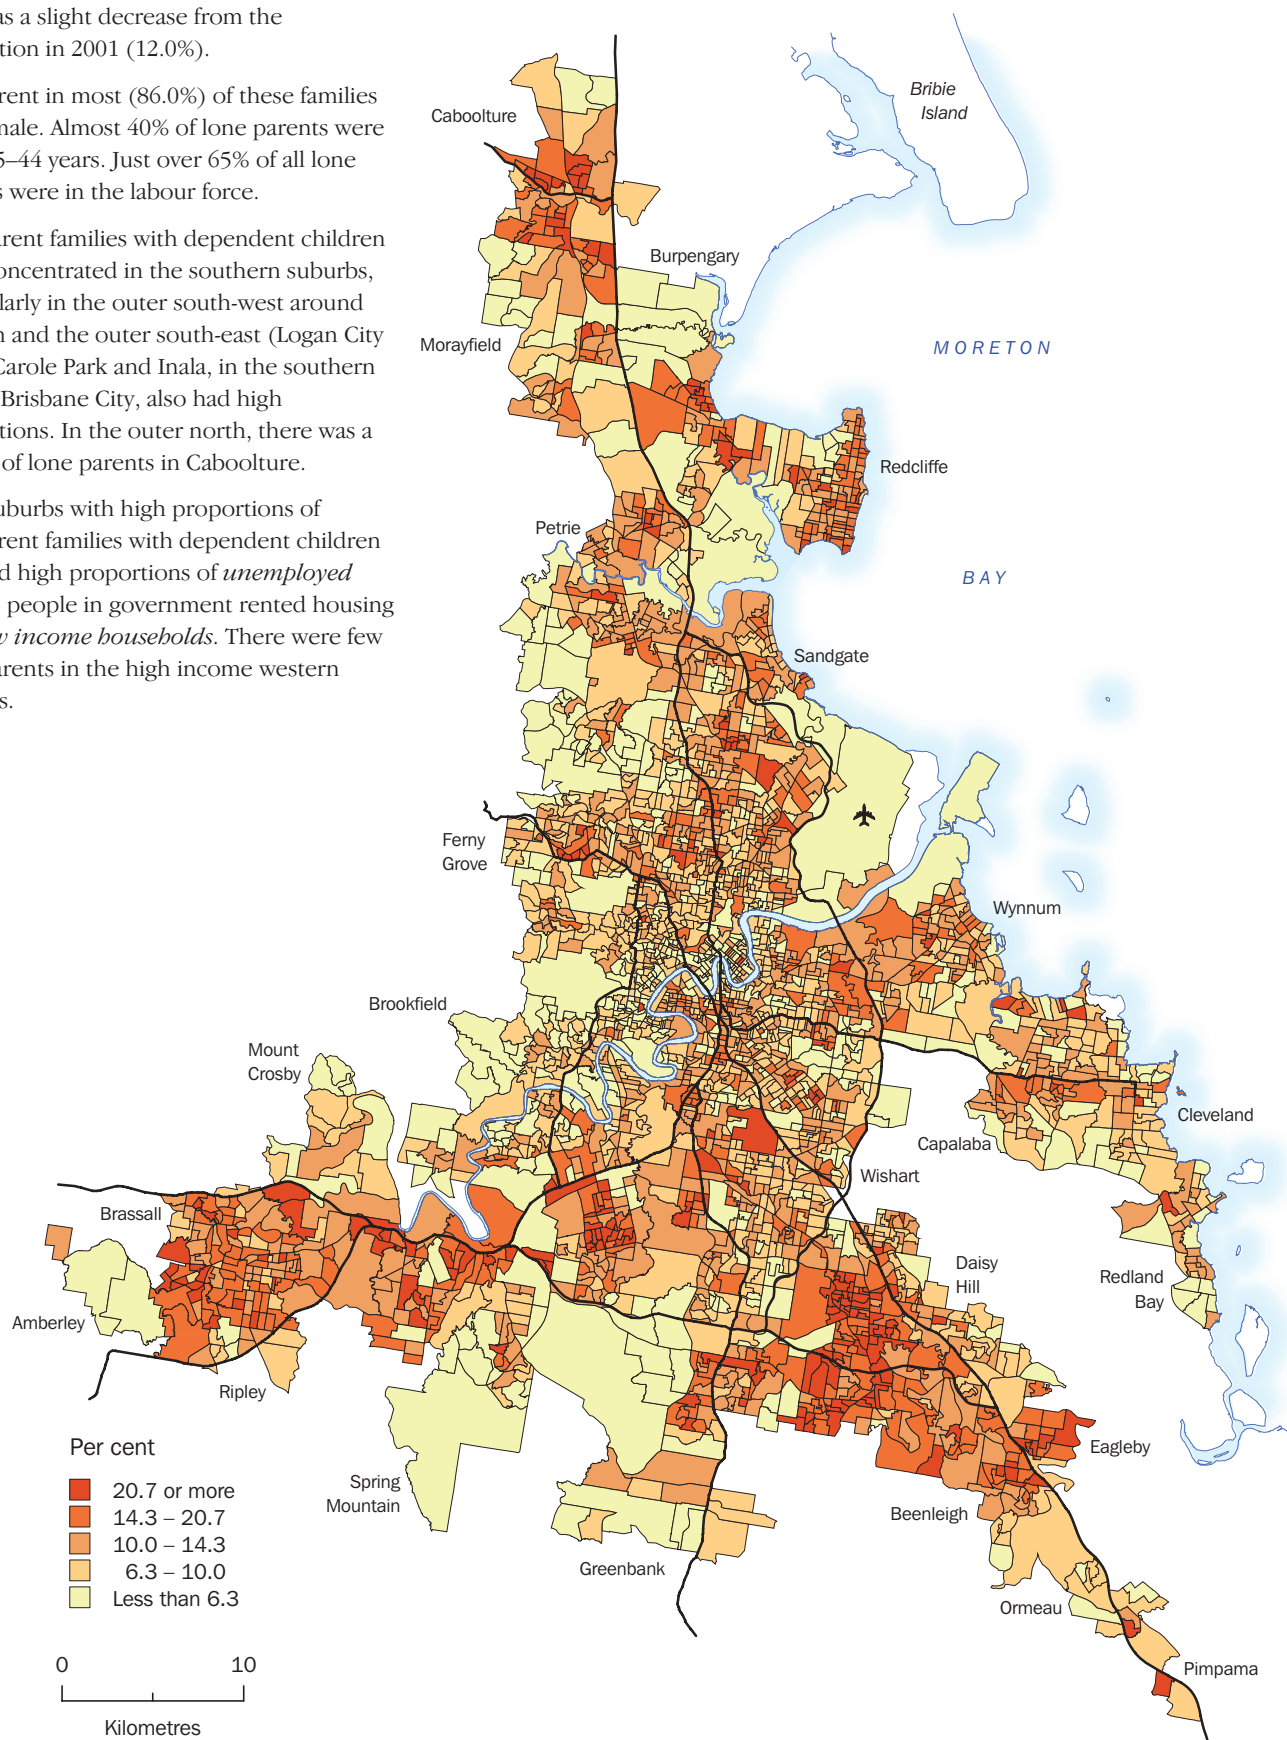 as a slight decrease from the
tion in 2001 (12.0%).
rent in most (86.0%) of these families
nale. Almost 40% of lone parents were
5–44 years. Just over 65% of all lone
s were in the labour force.
arent families with dependent children
oncentrated in the southern suburbs,
larly in the outer south-west around
n and the outer south-east (Logan City
Carole Park and Inala, in the southern
Brisbane City, also had high
tions. In the outer north, there was a
of lone parents in Caboolture.
uburbs with high proportions of
rent families with dependent children
d high proportions of unemployed
people in government rented housing
w income households. There were few
arents in the high income western
s.
Bribie
Island
Caboolture
Burpengary
MORETON
Morayfield
Redcliffe
Petrie
BAY
Sandgate
Ferny
Grove
Wynnum
Brookfield
Mount
Crosby
Cleveland
Capalaba
Wishart
Brassall
Daisy
Hill
Redland
Bay
Amberley
Ripley
Eagleby
Spring
Mountain
Beenleigh
Greenbank
Ormeau
Pimpama
Per cent
20.7 or more
14.3 – 20.7
10.0 – 14.3
6.3 – 10.0
Less than 6.3
0 10
Kilometres